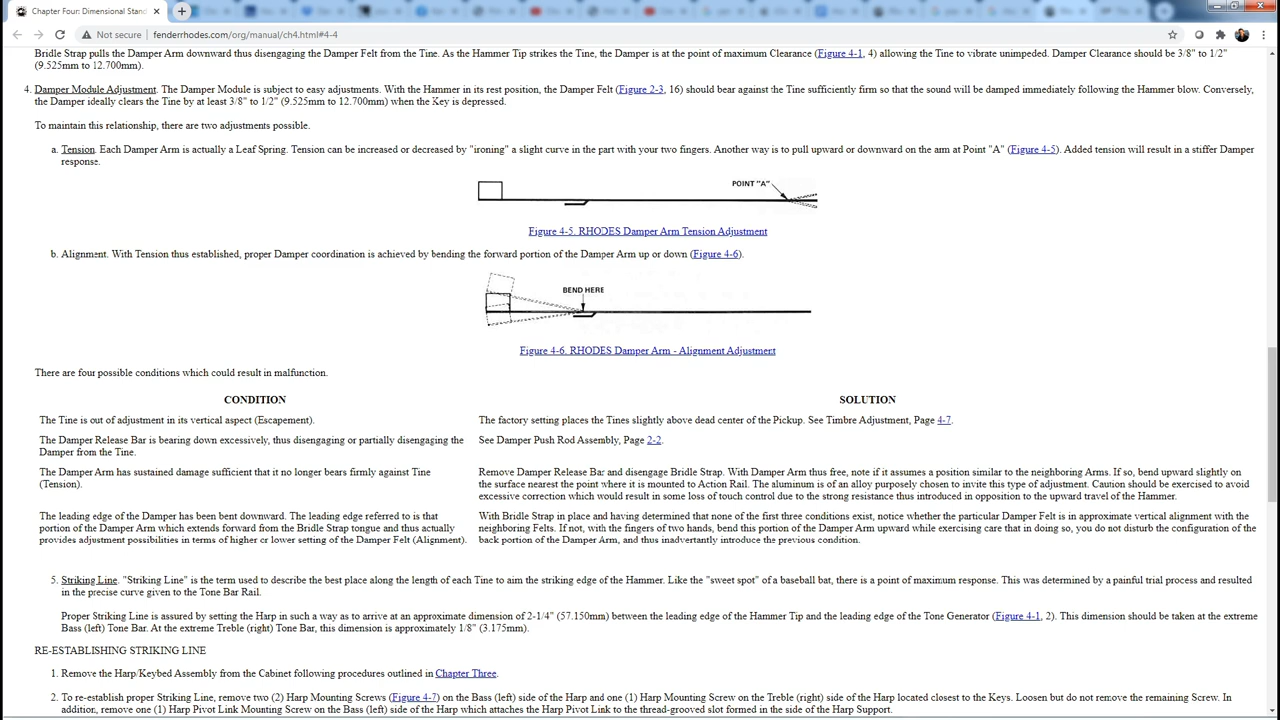 Chapter Four: Dimensional Stand
Not secure
fenderrhodes.com/org/manual/ch4.html#4-4
Bridle Strap pulls the Damper Arm downward thus disengaging the Damper Felt from the Tine. As the Hammer Tip strikes the Tine, the Damper is at the point of maximum Clearance (Figure 4-1, 4) allowing the Tine to vibrate unimpeded. Damper Clearance should be 3/8" to 1/2"
(9.525mm to 12.700mm).
4. Damper Module Adjustment. The Damper Module is subject to easy adjustments. With the Hammer in its rest position, the Damper Felt (Figure 2-3, 16) should bear against the Tine sufficiently firm so that the sound will be damped immediately following the Hammer blow. Conversely,
the Damper ideally clears the Tine by at least 3/8" to 1/2" (9.525mm to 12.700mm) when the Key is depressed.
To maintain this relationship, there are two adjustments possible.
a. Tension. Each Damper Arm is actually a Leaf Spring. Tension can be increased or decreased by "ironing" a slight curve in the part with your two fingers. Another way is to pull upward or downward on the arm at Point "A" (Figure 4-5). Added tension will result in a stiffer Damper
response.
POINT "A"
Figure 4-5. RHODES Damper Arm Tension Adjustment
b. Alignment. With Tension thus established, proper Damper coordination is achieved by bending the forward portion of the Damper Arm up or down (Figure 4-6).
BEND HERE
Figure 4-6. RHODES Damper Arm - Alignment Adjustment
There are four possible conditions which could result in malfunction.
CONDITION SOLUTION
The Tine is out of adjustment in its vertical aspect (Escapement). The factory setting places the Tines slightly above dead center of the Pickup. See Timbre Adjustment, Page 4-7.
The Damper Release Bar is bearing down excessively, thus disengaging or partially disengaging the
Damper from the Tine.
See Damper Push Rod Assembly, Page 2-2.
The Damper Arm has sustained damage sufficient that it no longer bears firmly against Tine
(Tension).
Remove Damper Release Bar and disengage Bridle Strap. With Damper Arm thus free, note if it assumes a position similar to the neighboring Arms. If so, bend upward slightly on
the surface nearest the point where it is mounted to Action Rail. The aluminum is of an alloy purposely chosen to invite this type of adjustment. Caution should be exercised to avoid
excessive correction which would result in some loss of touch control due to the strong resistance thus introduced in opposition to the upward travel of the Hammer.
The leading edge of the Damper has been bent downward. The leading edge referred to is that
portion of the Damper Arm which extends forward from the Bridle Strap tongue and thus actually
provides adjustment possibilities in terms of higher or lower setting of the Damper Felt (Alignment).
With Bridle Strap in place and having determined that none of the first three conditions exist, notice whether the particular Damper Felt is in approximate vertical alignment with the
neighboring Felts. If not, with the fingers of two hands, bend this portion of the Damper Arm upward while exercising care that in doing so, you do not disturb the configuration of the
back portion of the Damper Arm, and thus inadvertantly introduce the previous condition.
5. Striking Line. "Striking Line" is the term used to describe the best place along the length of each Tine to aim the striking edge of the Hammer. Like the "sweet spot" of a baseball bat, there is a point of maximum response. This was determined by a painful trial process and resulted
in the precise curve given to the Tone Bar Rail.
Proper Striking Line is assured by setting the Harp in such a way as to arrive at an approximate dimension of 2-1/4" (57.150mm) between the leading edge of the Hammer Tip and the leading edge of the Tone Generator (Figure 4-1, 2). This dimension should be taken at the extreme
Bass (left) Tone Bar. At the extreme Treble (right) Tone Bar, this dimension is approximately 1/8" (3.175mm).
RE-ESTABLISHING STRIKING LINE
1. Remove the Harp/Keybed Assembly from the Cabinet following procedures outlined in Chapter Three.
2. To re-establish proper Striking Line, remove two (2) Harp Mounting Screws (Figure 4-7) on the Bass (left) side of the Harp and one (1) Harp Mounting Screw on the Treble (right) side of the Harp located closest to the Keys. Loosen but do not remove the remaining Screw. In
addition, remove one (1) Harp Pivot Link Mounting Screw on the Bass (left) side of the Harp which attaches the Harp Pivot Link to the thread-grooved slot formed in the side of the Harp Support.